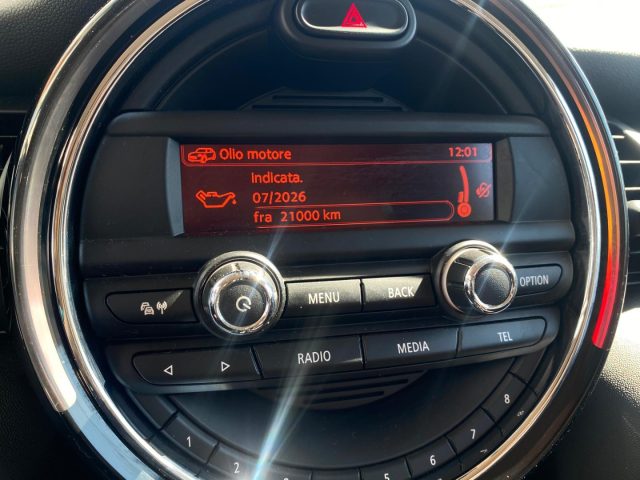 Olio motore 12:01
Indicata.
07/2026
fra 21000 km
MENU BACK OPTION
RADIO MEDIA TEL
1 2 6 7 8